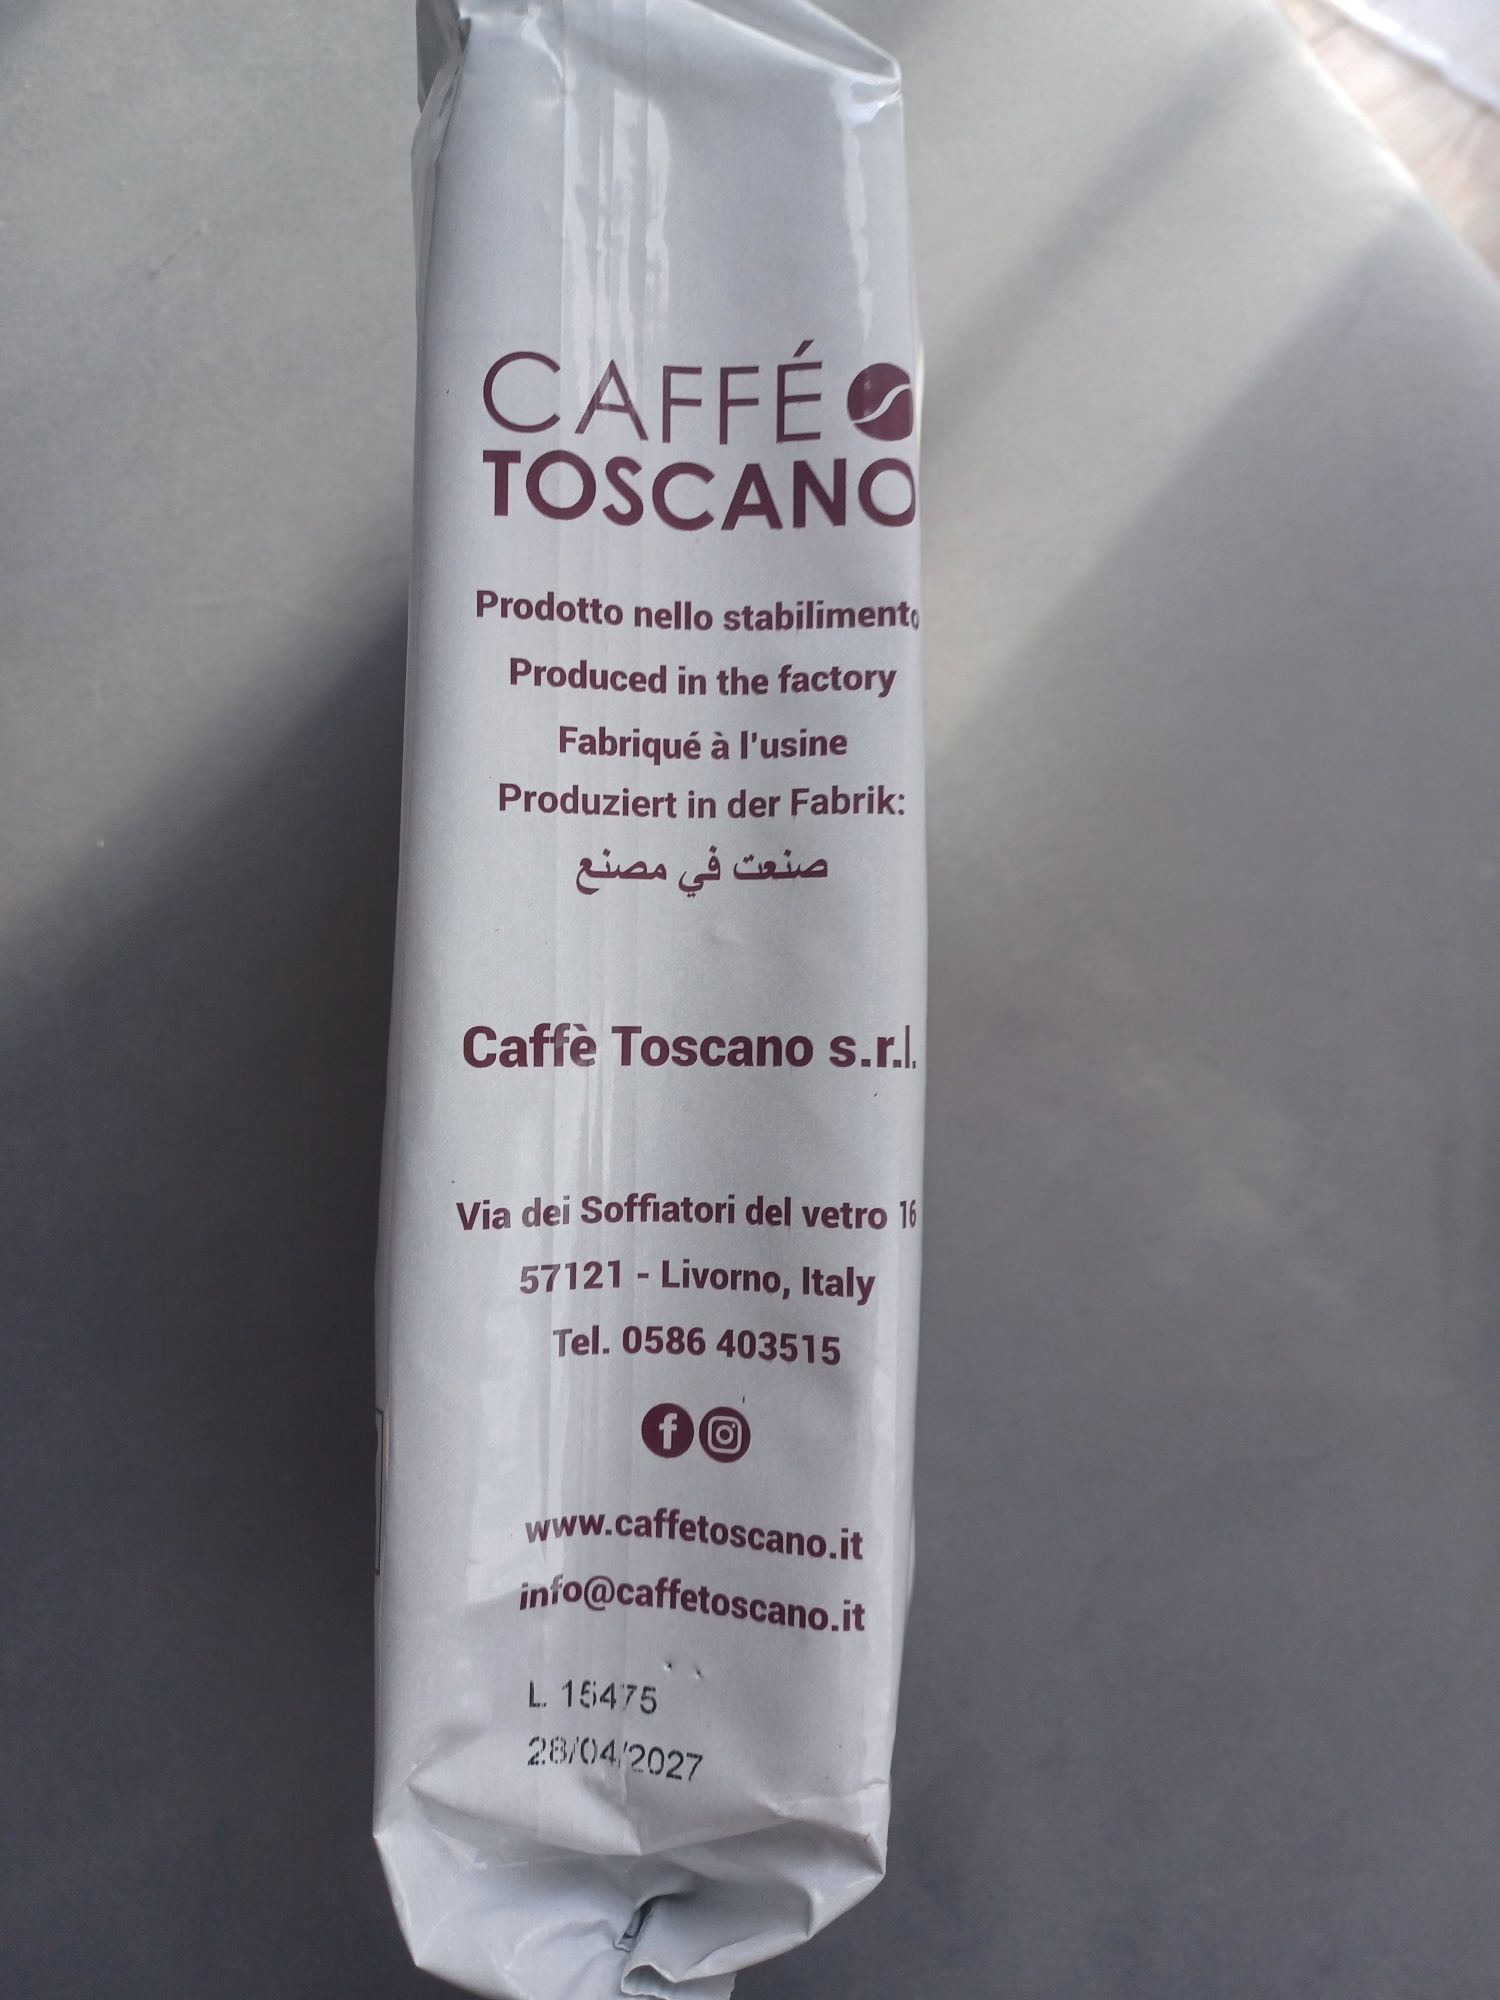 CAFFÉ
TOSCANO
Prodotto nello stabilimento
Produced in the factory
Fabriqué à l'usine
Produziert in der Fabrik:
صنعت في مصنع
Caffè Toscano s.r.l.
Via dei Soffiatori del vetro 16
57121 - Livorno, Italy
Tel. 0586 403515
www.caffetoscano.it
info@caffetoscano.it
L. 15475
28/04/2027